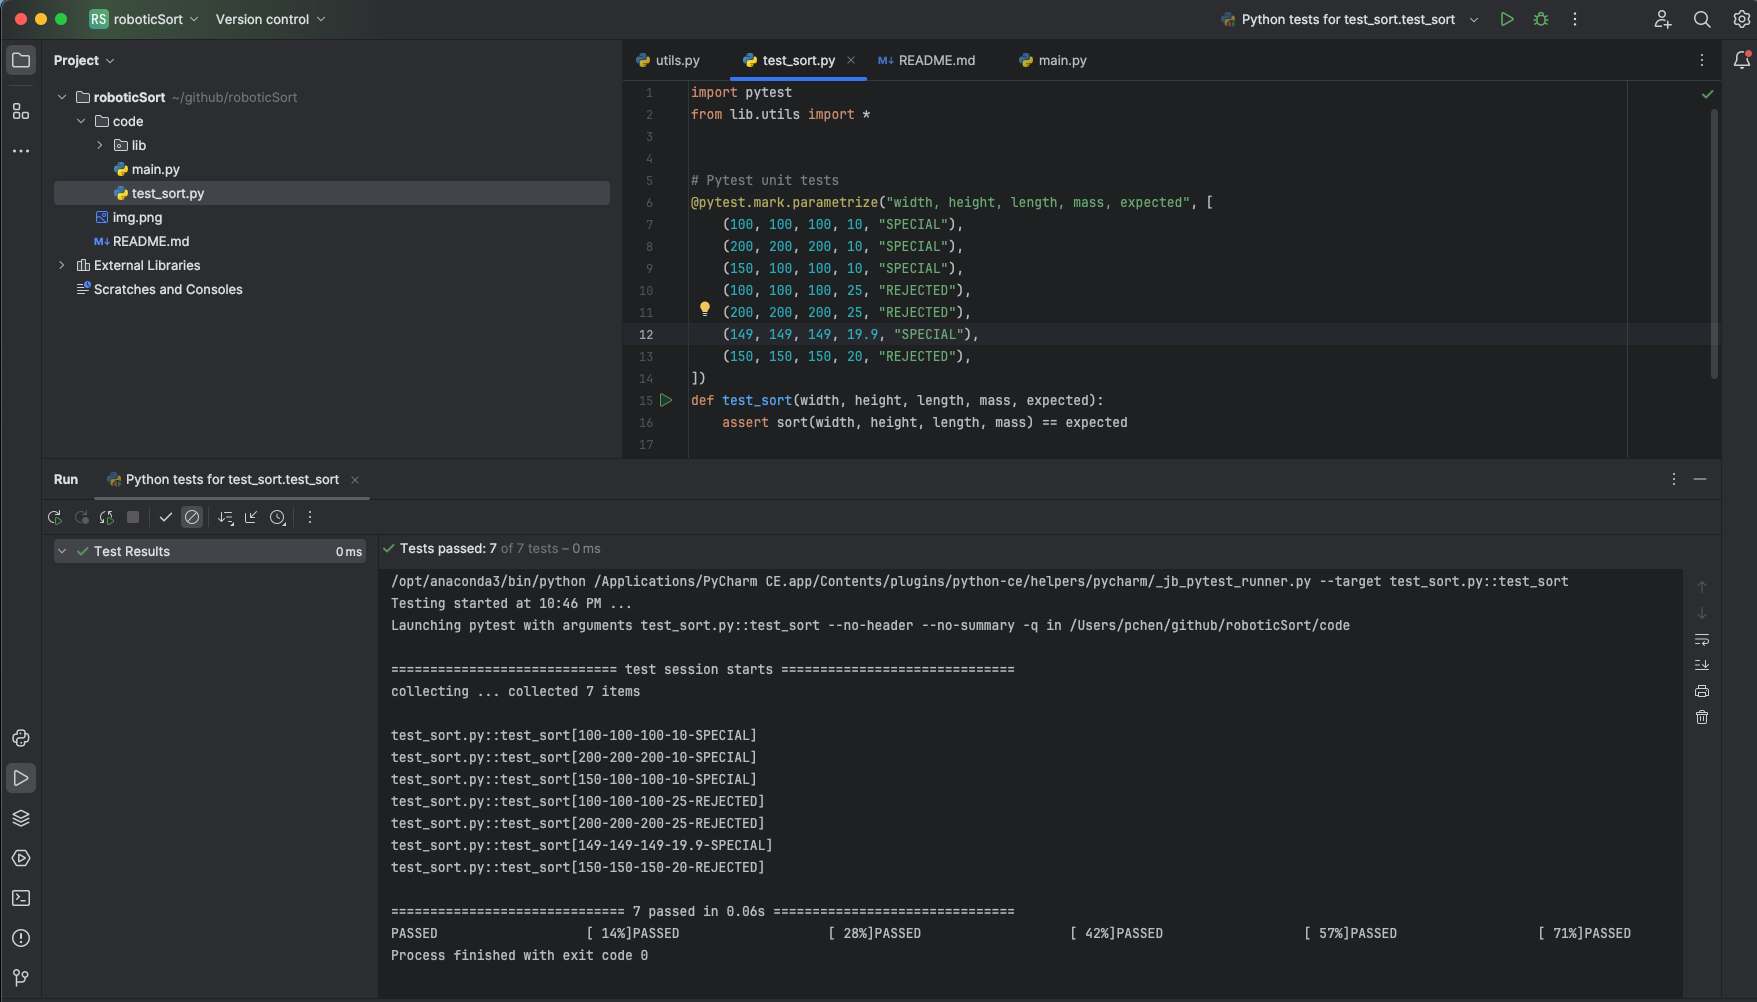 RS roboticSort Version control Python tests for test_sort.test_sort
Project
roboticSort ~/github/roboticSort
code
lib
main.py
test_sort.py
img.png
M↓ README.md
External Libraries
Scratches and Consoles
utils.py test_sort.py M↓ README.md main.py
1 import pytest
2 from lib.utils import *
3
4
5 # Pytest unit tests
6 @pytest.mark.parametrize("width, height, length, mass, expected", [
7 (100, 100, 100, 10, "SPECIAL"),
8 (200, 200, 200, 10, "SPECIAL"),
9 (150, 100, 100, 10, "SPECIAL"),
10 (100, 100, 100, 25, "REJECTED"),
11 (200, 200, 200, 25, "REJECTED"),
12 (149, 149, 149, 19.9, "SPECIAL"),
13 (150, 150, 150, 20, "REJECTED"),
14 ])
15 def test_sort(width, height, length, mass, expected):
16 assert sort(width, height, length, mass) == expected
17
Run Python tests for test_sort.test_sort
Test Results 0 ms
Tests passed: 7 of 7 tests – 0 ms
/opt/anaconda3/bin/python /Applications/PyCharm CE.app/Contents/plugins/python-ce/helpers/pycharm/_jb_pytest_runner.py --target test_sort.py::test_sort
Testing started at 10:46 PM ...
Launching pytest with arguments test_sort.py::test_sort --no-header --no-summary -q in /Users/pchen/github/roboticSort/code
============================= test session starts ==============================
collecting ... collected 7 items
test_sort.py::test_sort[100-100-100-10-SPECIAL]
test_sort.py::test_sort[200-200-200-10-SPECIAL]
test_sort.py::test_sort[150-100-100-10-SPECIAL]
test_sort.py::test_sort[100-100-100-25-REJECTED]
test_sort.py::test_sort[200-200-200-25-REJECTED]
test_sort.py::test_sort[149-149-149-19.9-SPECIAL]
test_sort.py::test_sort[150-150-150-20-REJECTED]
============================== 7 passed in 0.06s ===============================
PASSED [ 14%]PASSED [ 28%]PASSED [ 42%]PASSED [ 57%]PASSED [ 71%]PASSED
Process finished with exit code 0